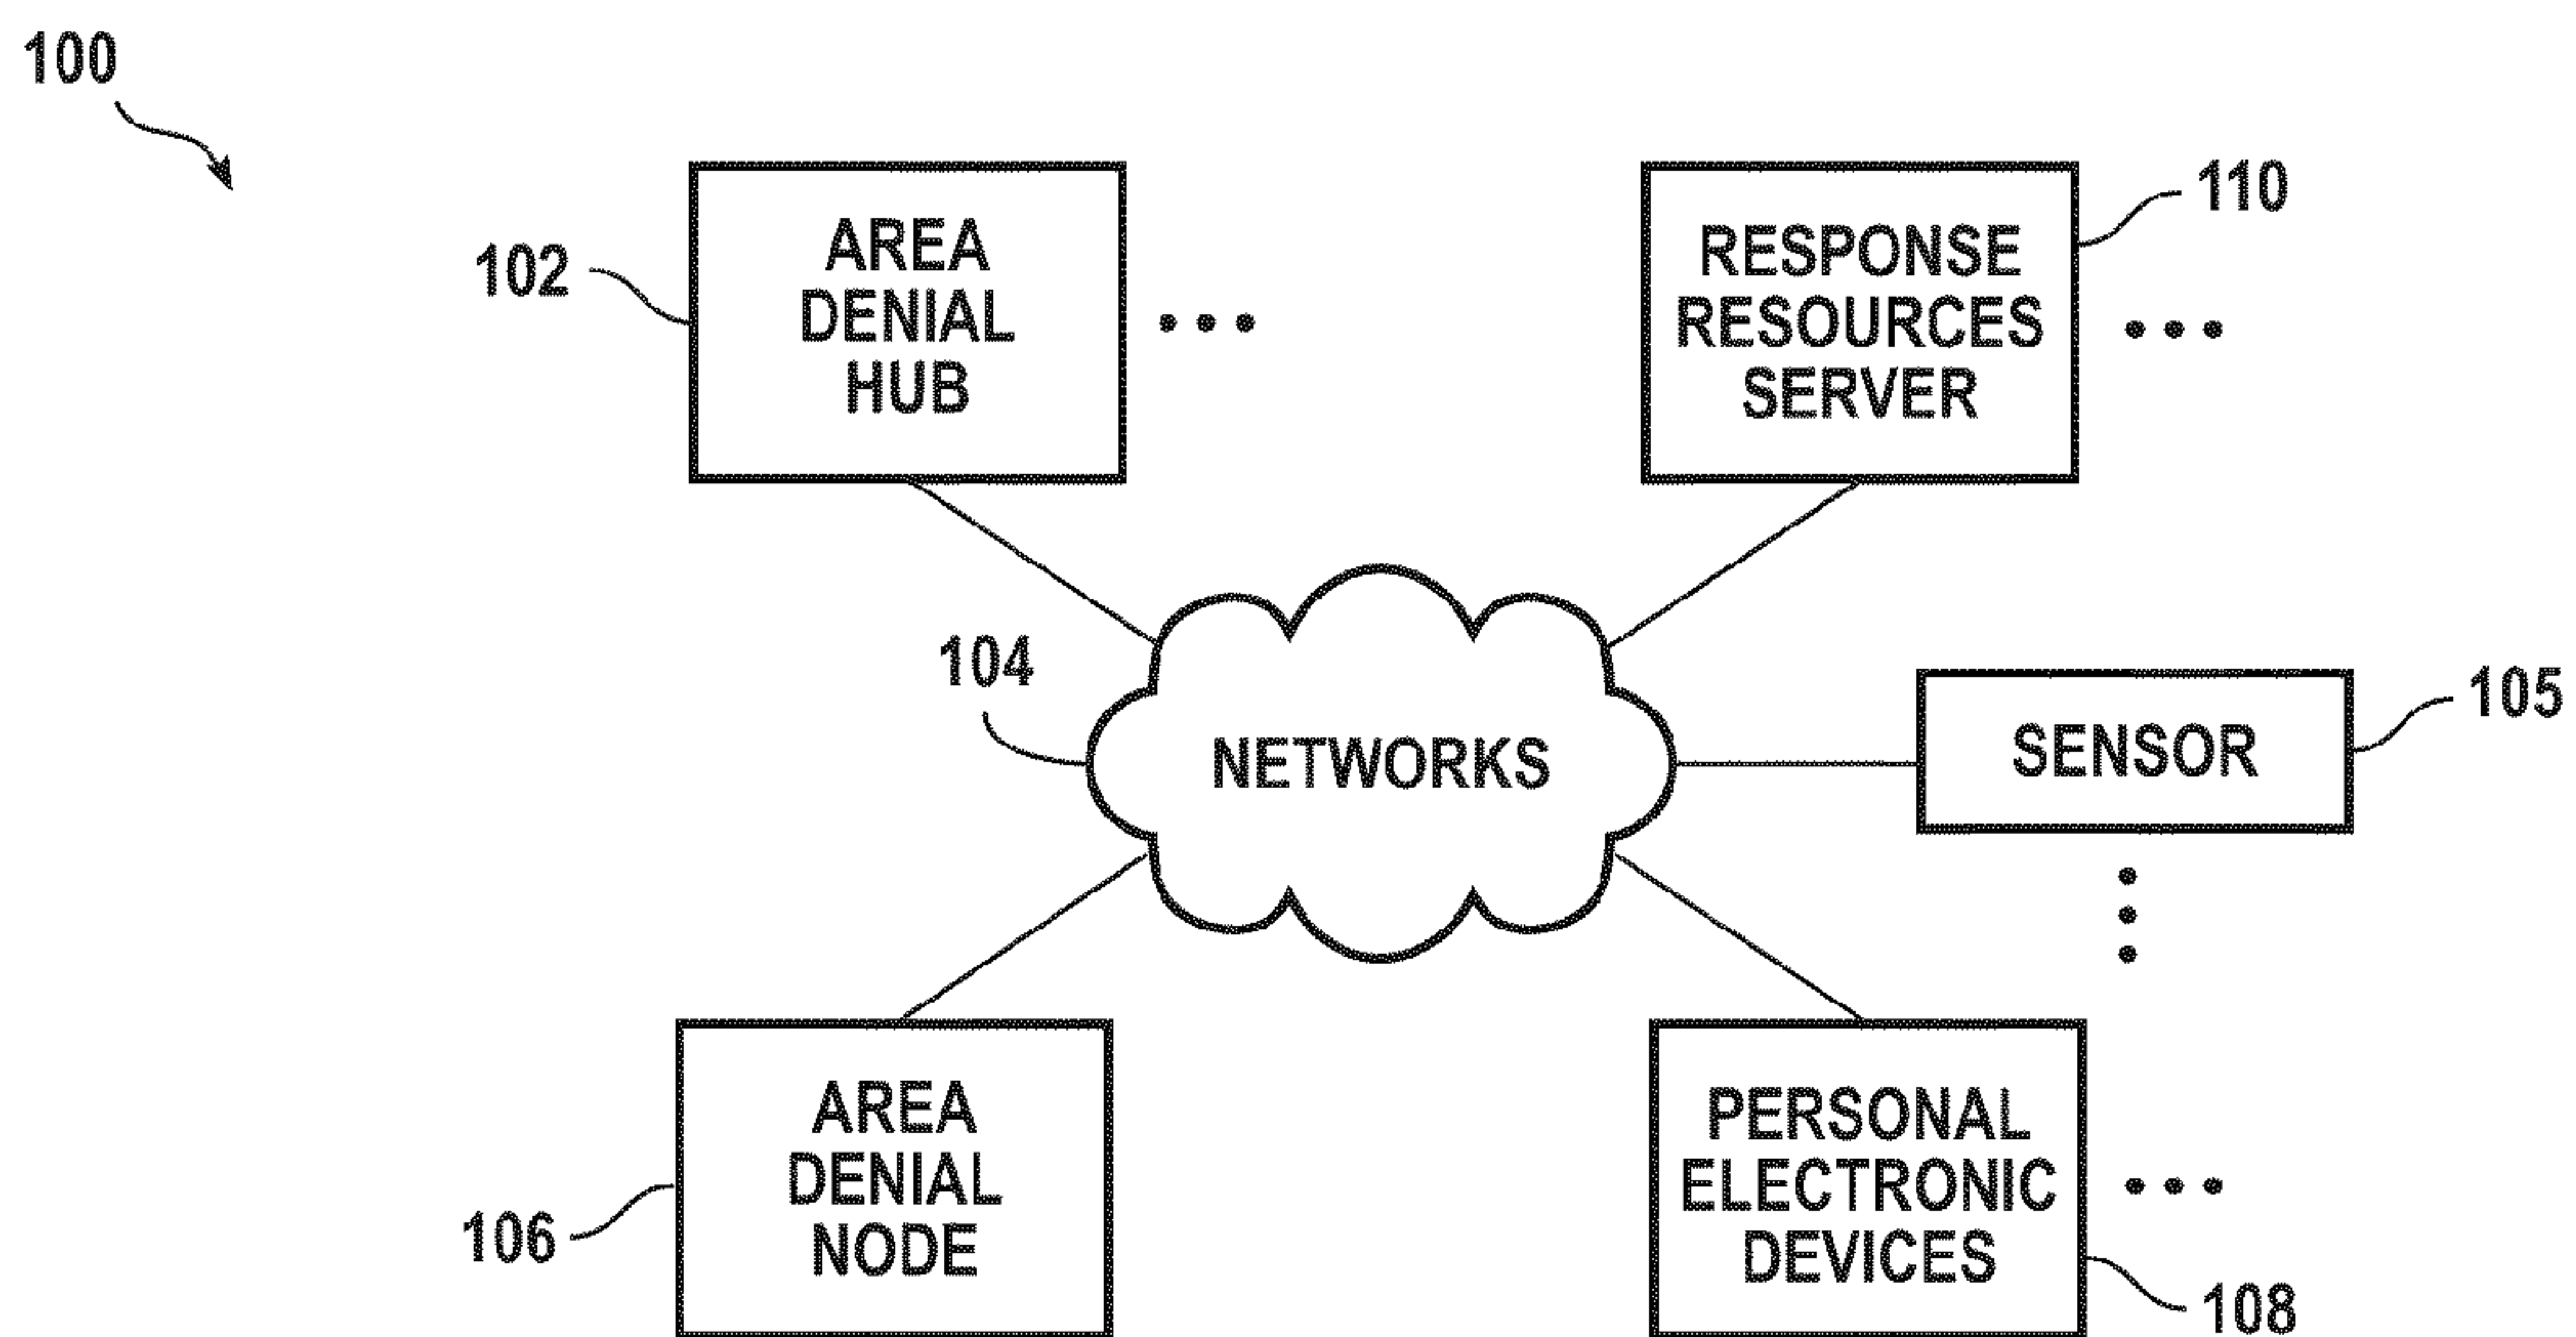 100
102
AREA
DENIAL
HUB
• • •
RESPONSE
RESOURCES
SERVER
• • •
110
104
NETWORKS
SENSOR
105
106
AREA
DENIAL
NODE
PERSONAL
ELECTRONIC
DEVICES
• • •
108